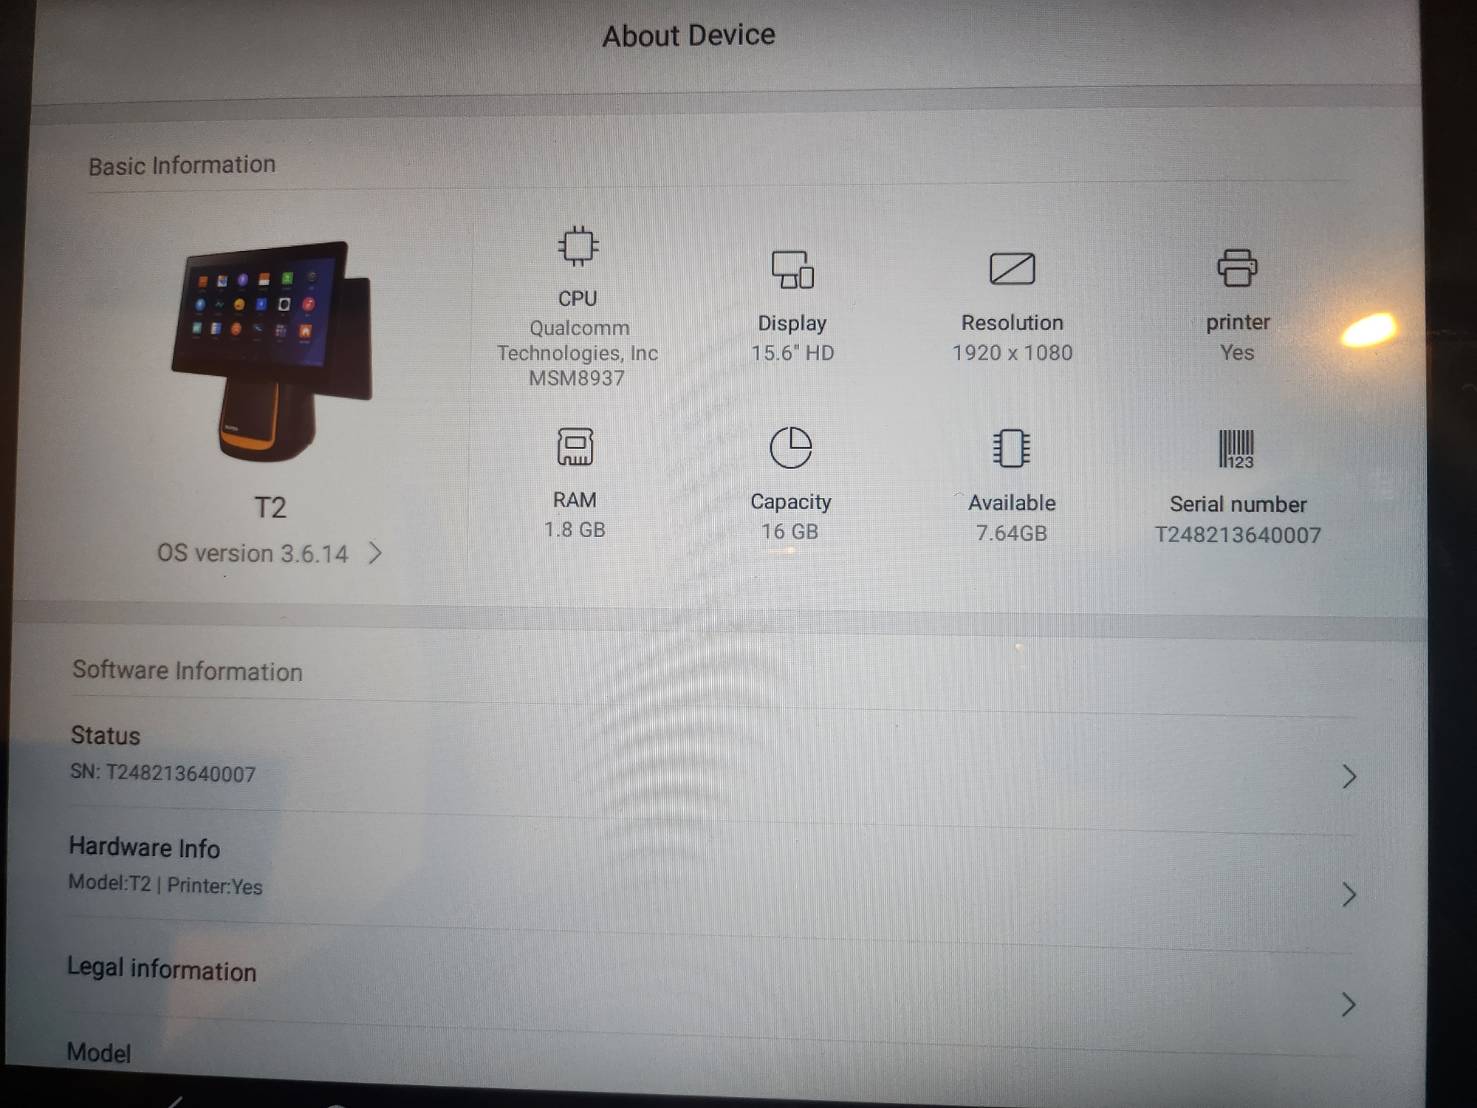 About Device
Basic Information
CPU
Qualcomm
Technologies, Inc
MSM8937
Display
15.6" HD
Resolution
1920 x 1080
printer
Yes
T2
OS version 3.6.14
RAM
1.8 GB
Capacity
16 GB
Available
7.64GB
123
Serial number
T248213640007
Software Information
Status
SN: T248213640007
Hardware Info
Model:T2 | Printer:Yes
Legal information
Model